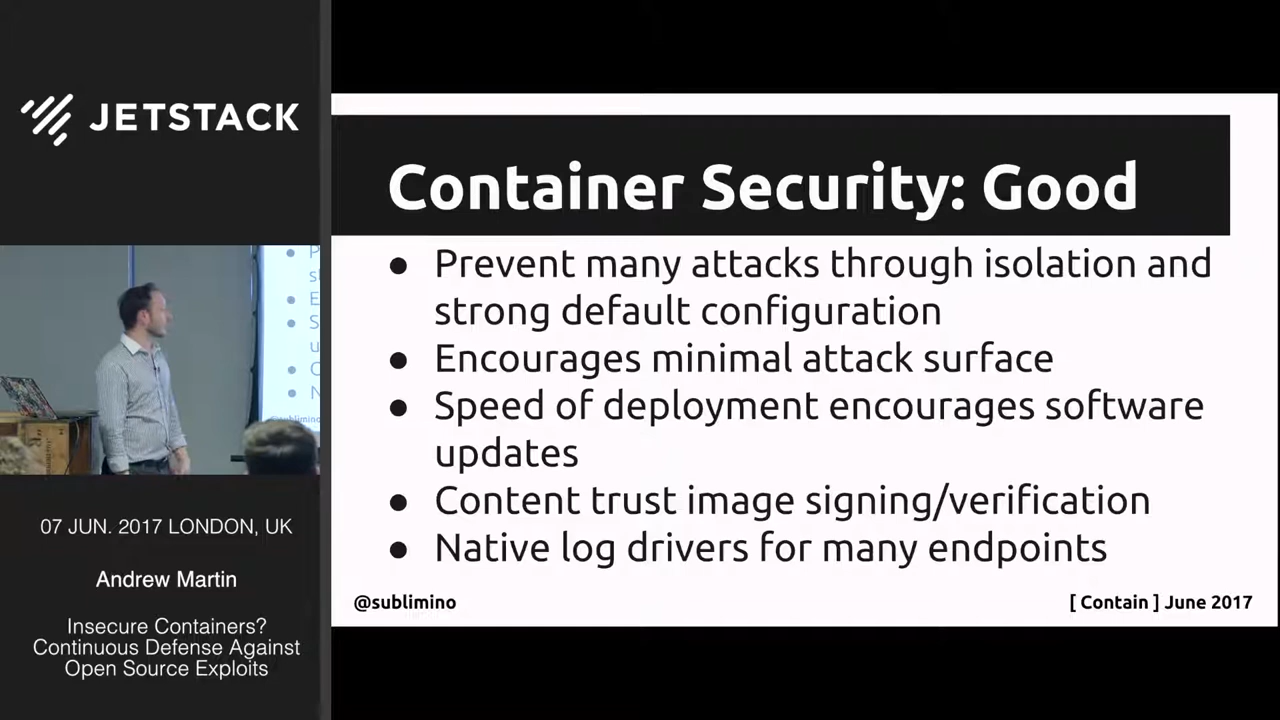 JETSTACK
Container Security: Good
● Prevent many attacks through isolation and
strong default configuration
● Encourages minimal attack surface
● Speed of deployment encourages software
updates
● Content trust image signing/verification
● Native log drivers for many endpoints
@sublimino
[ Contain ] June 2017
07 JUN. 2017 LONDON, UK
Andrew Martin
Insecure Containers?
Continuous Defense Against
Open Source Exploits